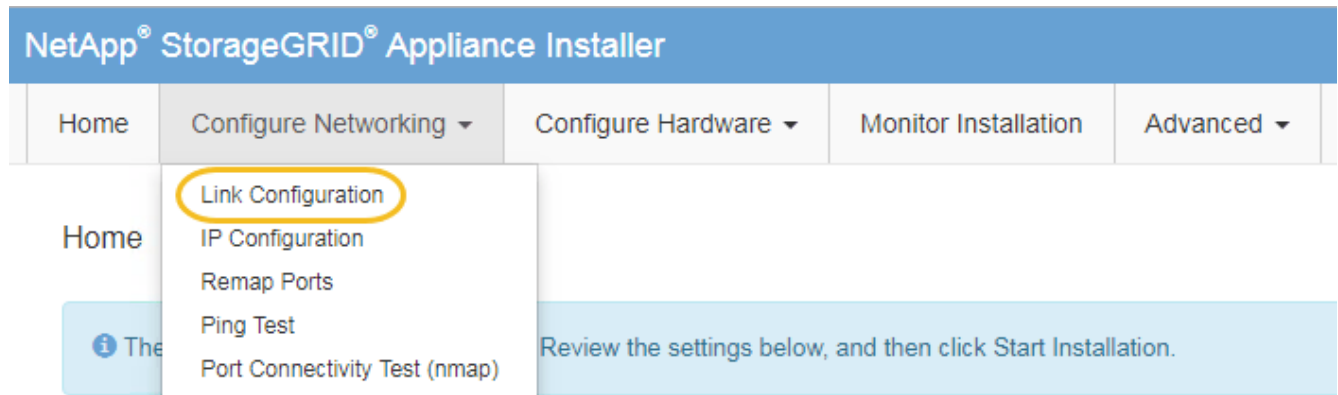 NetApp® StorageGRID® Appliance Installer
Home Configure Networking Configure Hardware Monitor Installation Advanced
Link Configuration
Home
IP Configuration
Remap Ports
Ping Test
The Review the settings below, and then click Start Installation.
Port Connectivity Test (nmap)